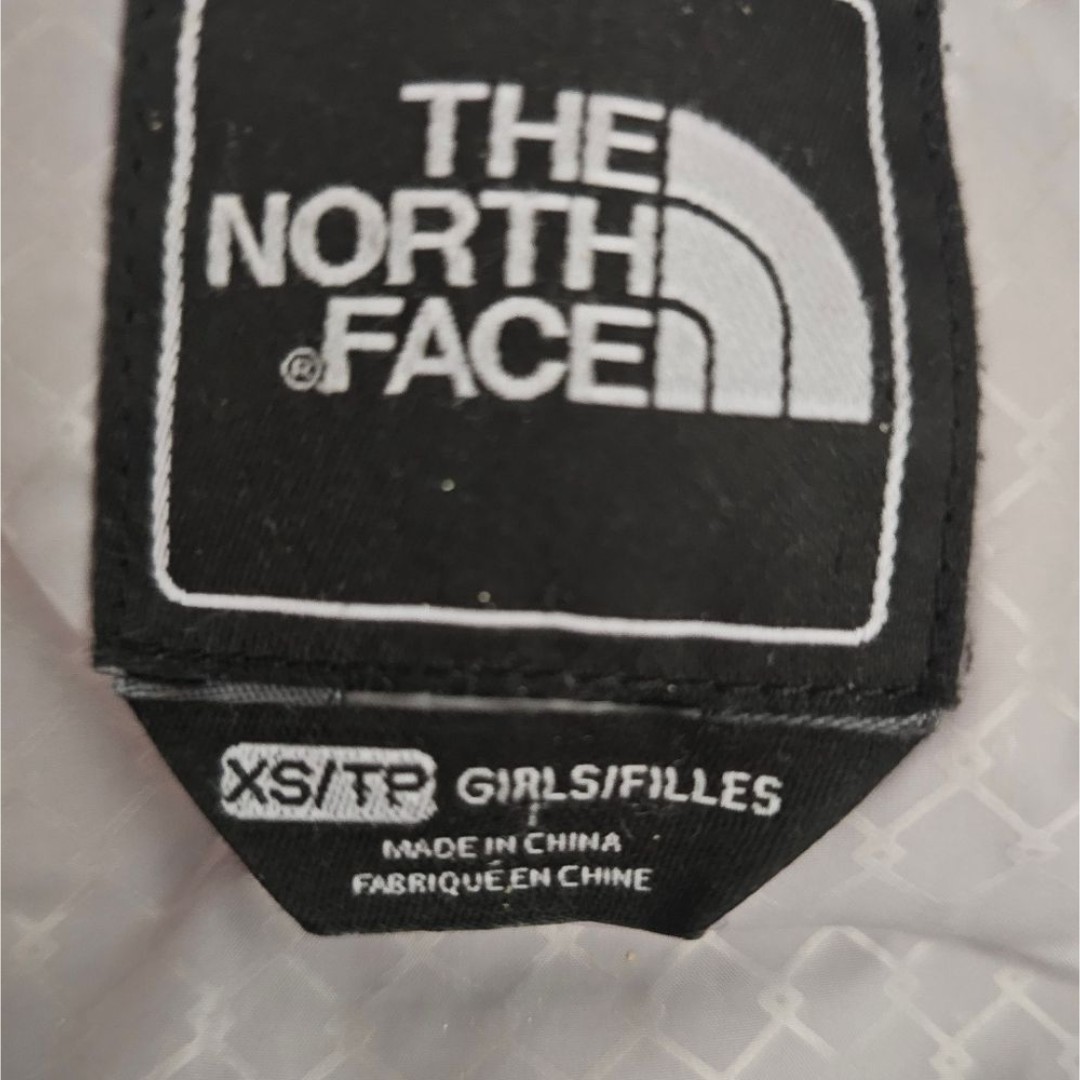 THE
NORTH
®FACE
XS/TP GIRLS/FILLES
MADE IN CHINA
FABRIQUÉ EN CHINE